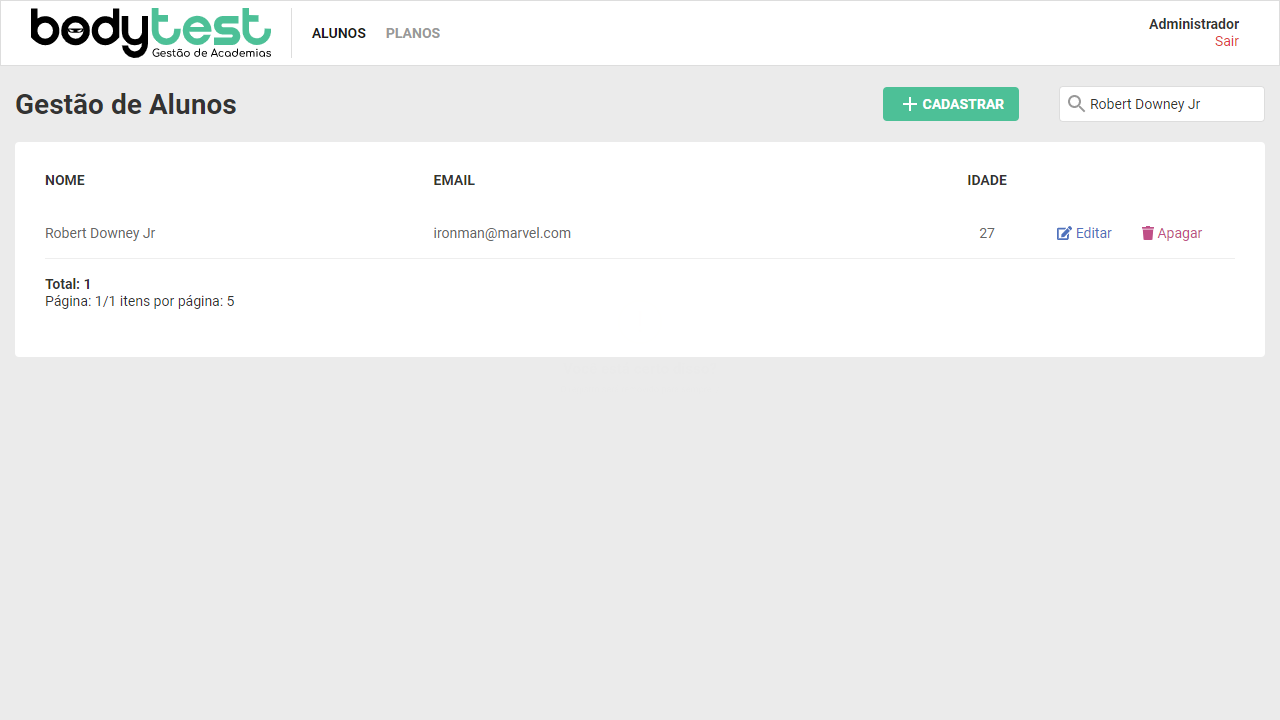 bodytest
Gestão de Academias
ALUNOS PLANOS
Administrador
Sair
Gestão de Alunos
CADASTRAR
Robert Downey Jr
NOME EMAIL IDADE
Robert Downey Jr ironman@marvel.com 27 Editar Apagar
Total: 1
Página: 1/1 itens por página: 5